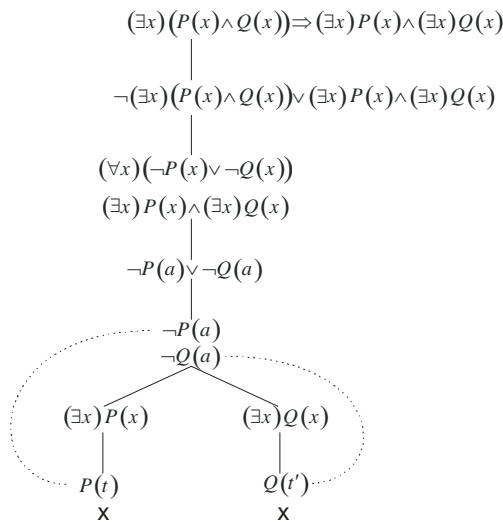 (∃x)(P(x)∧Q(x))⇒(∃x)P(x)∧(∃x)Q(x)
¬(∃x)(P(x)∧Q(x))∨(∃x)P(x)∧(∃x)Q(x)
(∀x)(¬P(x)∨¬Q(x))
(∃x)P(x)∧(∃x)Q(x)
¬P(a)∨¬Q(a)
¬P(a)
¬Q(a)
(∃x)P(x) (∃x)Q(x)
P(t) Q(t′)
X X